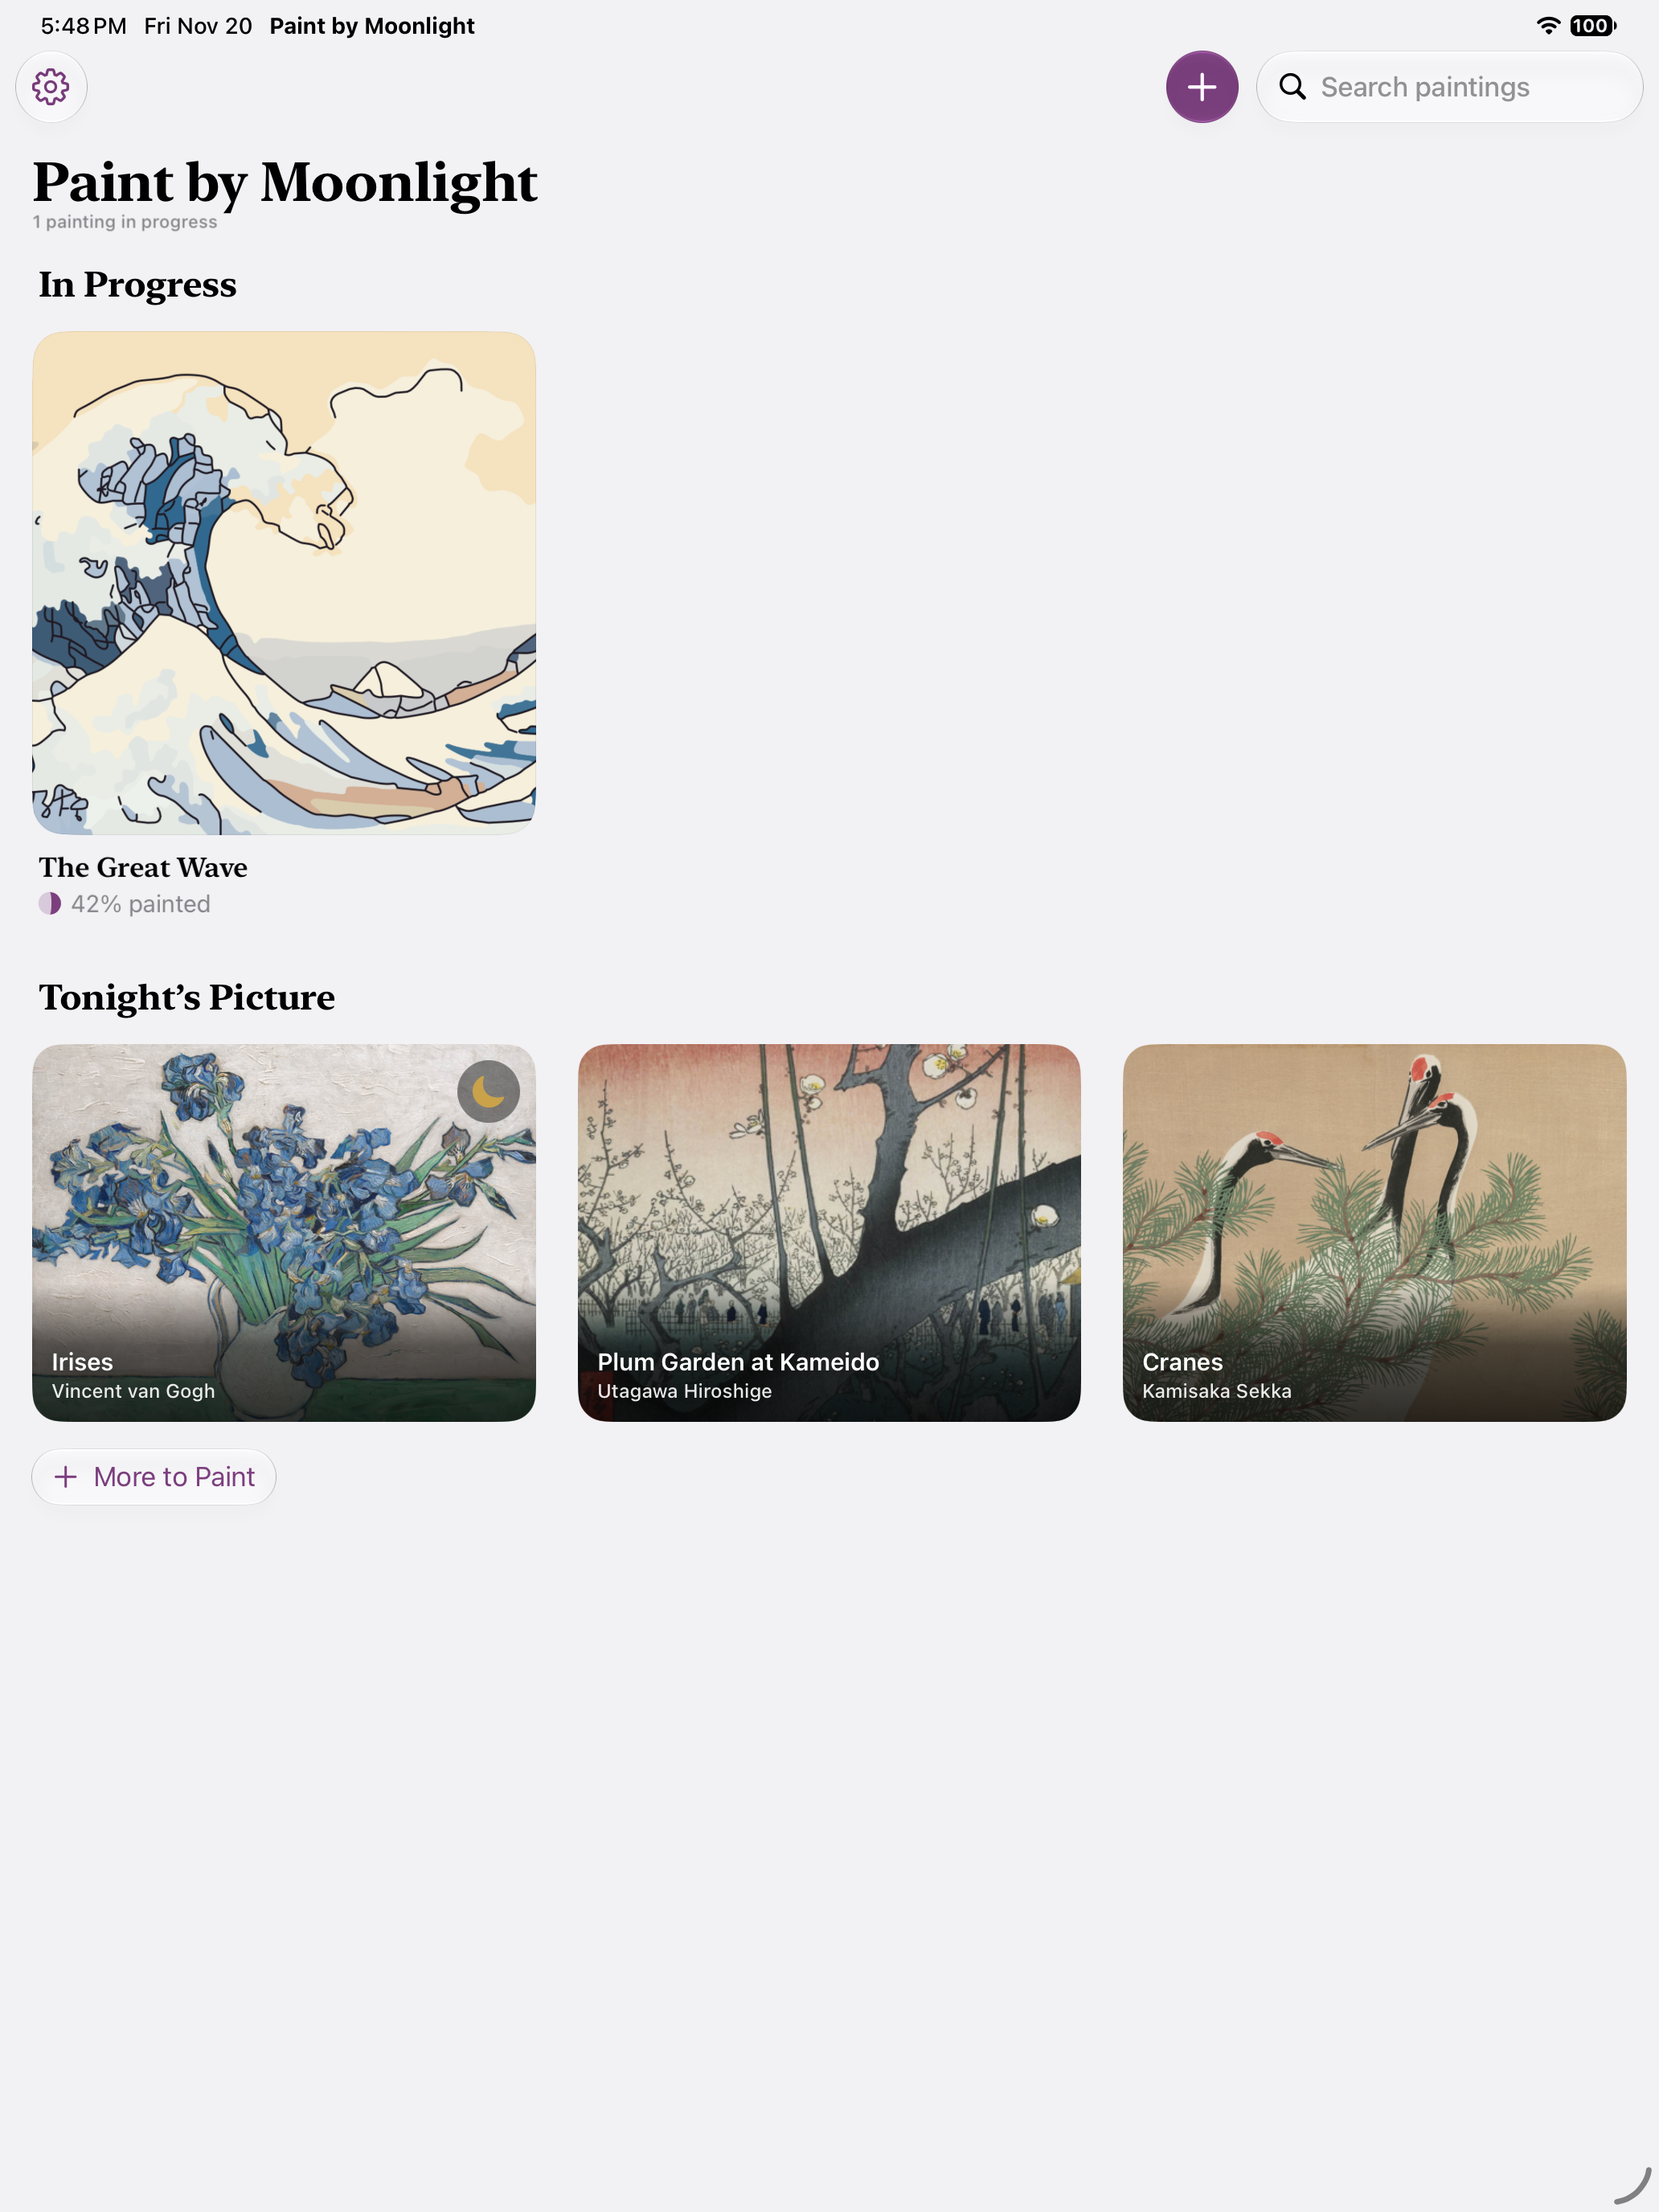 5:48 PM Fri Nov 20 Paint by Moonlight
100
Search paintings
Paint by Moonlight
1 painting in progress
In Progress
The Great Wave
42% painted
Tonight’s Picture
Irises
Vincent van Gogh
Plum Garden at Kameido
Utagawa Hiroshige
Cranes
Kamisaka Sekka
More to Paint